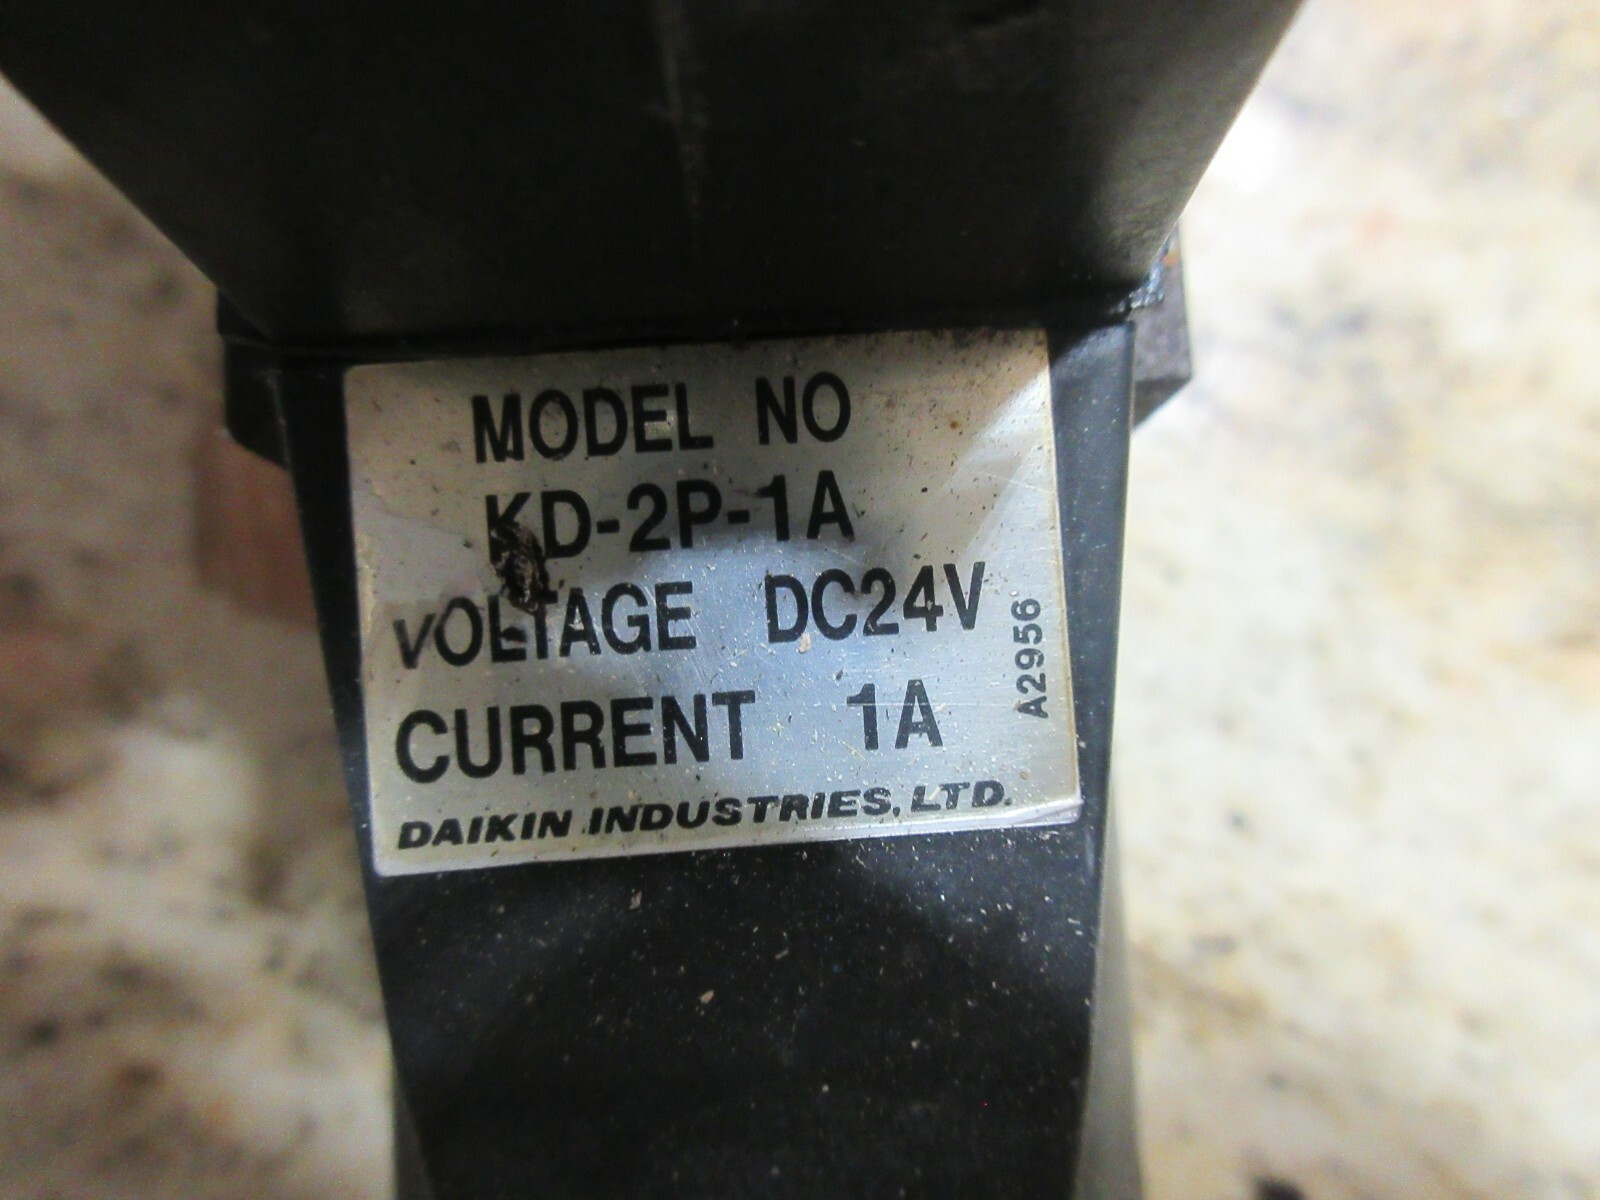 MODEL NO
KD-2P-1A
VOLTAGE DC24V
CURRENT 1A
DAIKIN INDUSTRIES, LTD.
A2956